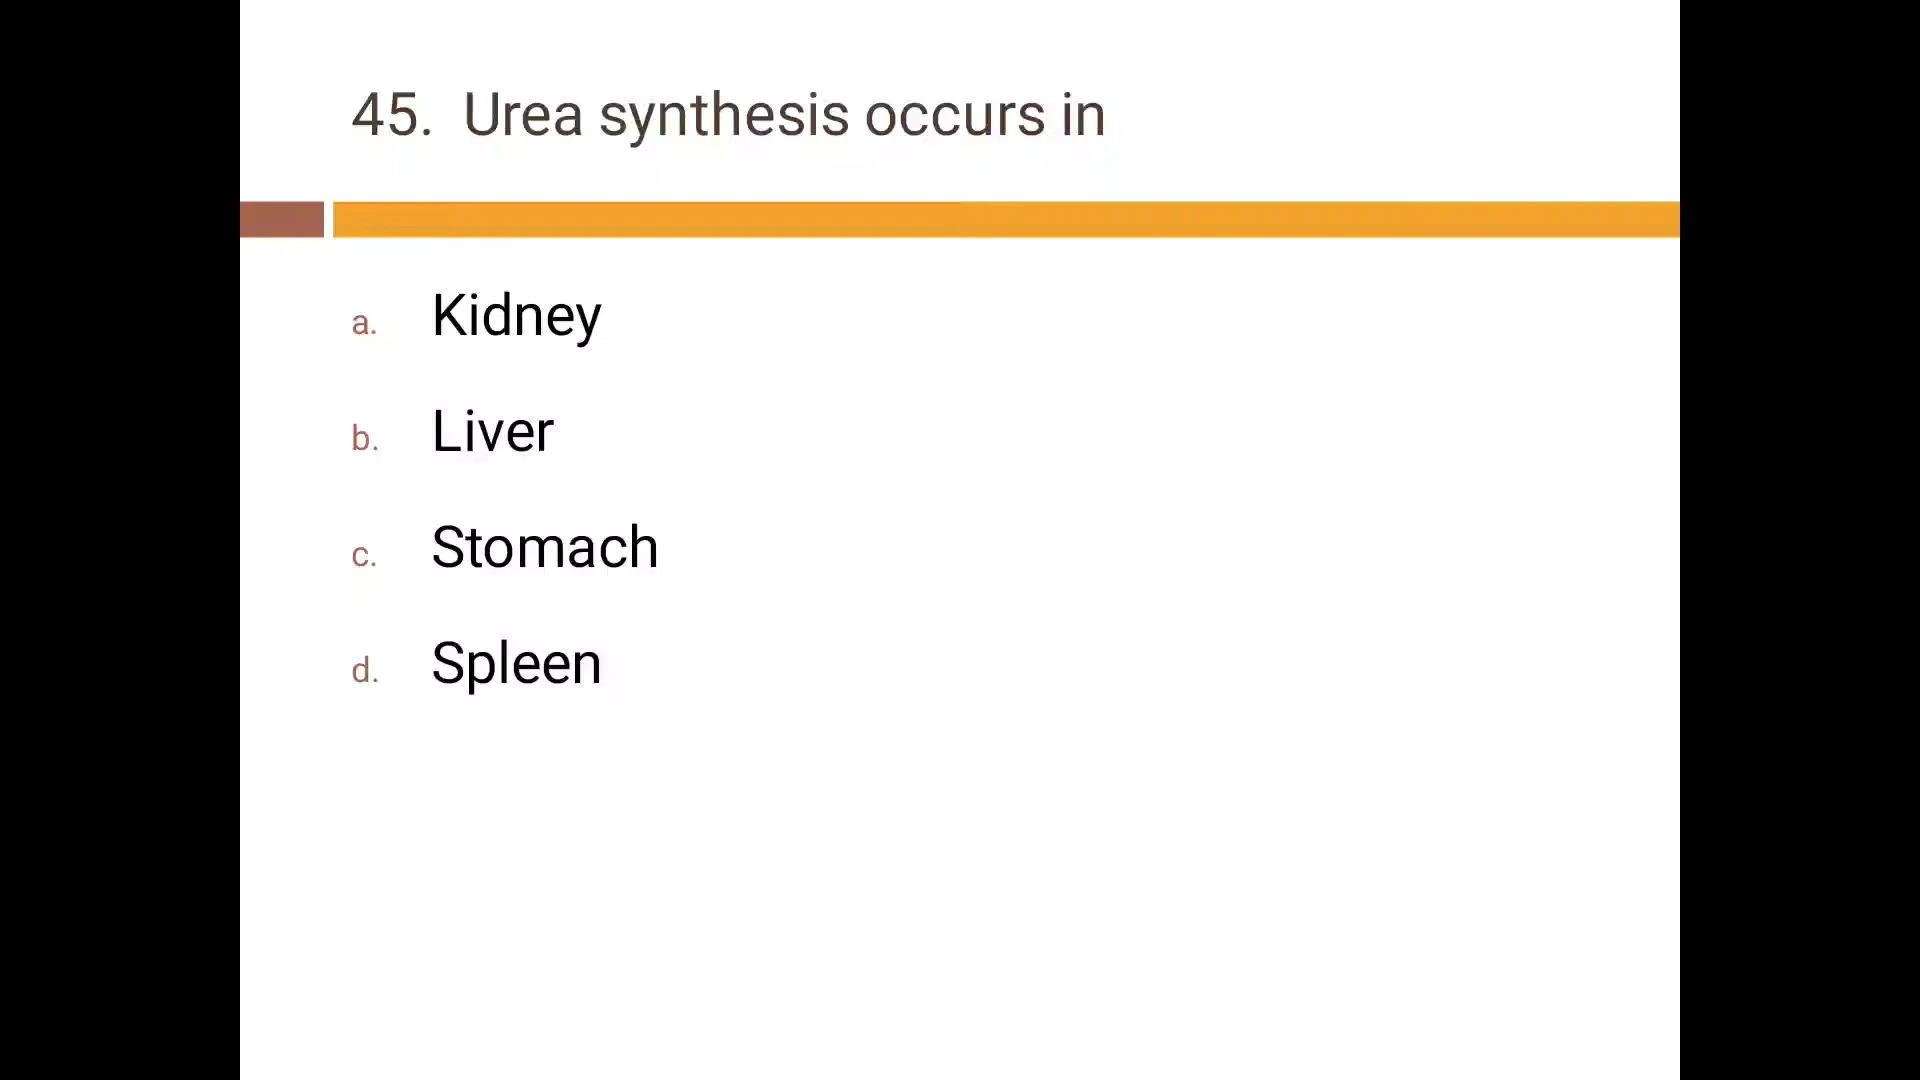 45. Urea synthesis occurs in
a. Kidney
b. Liver
c. Stomach
d. Spleen